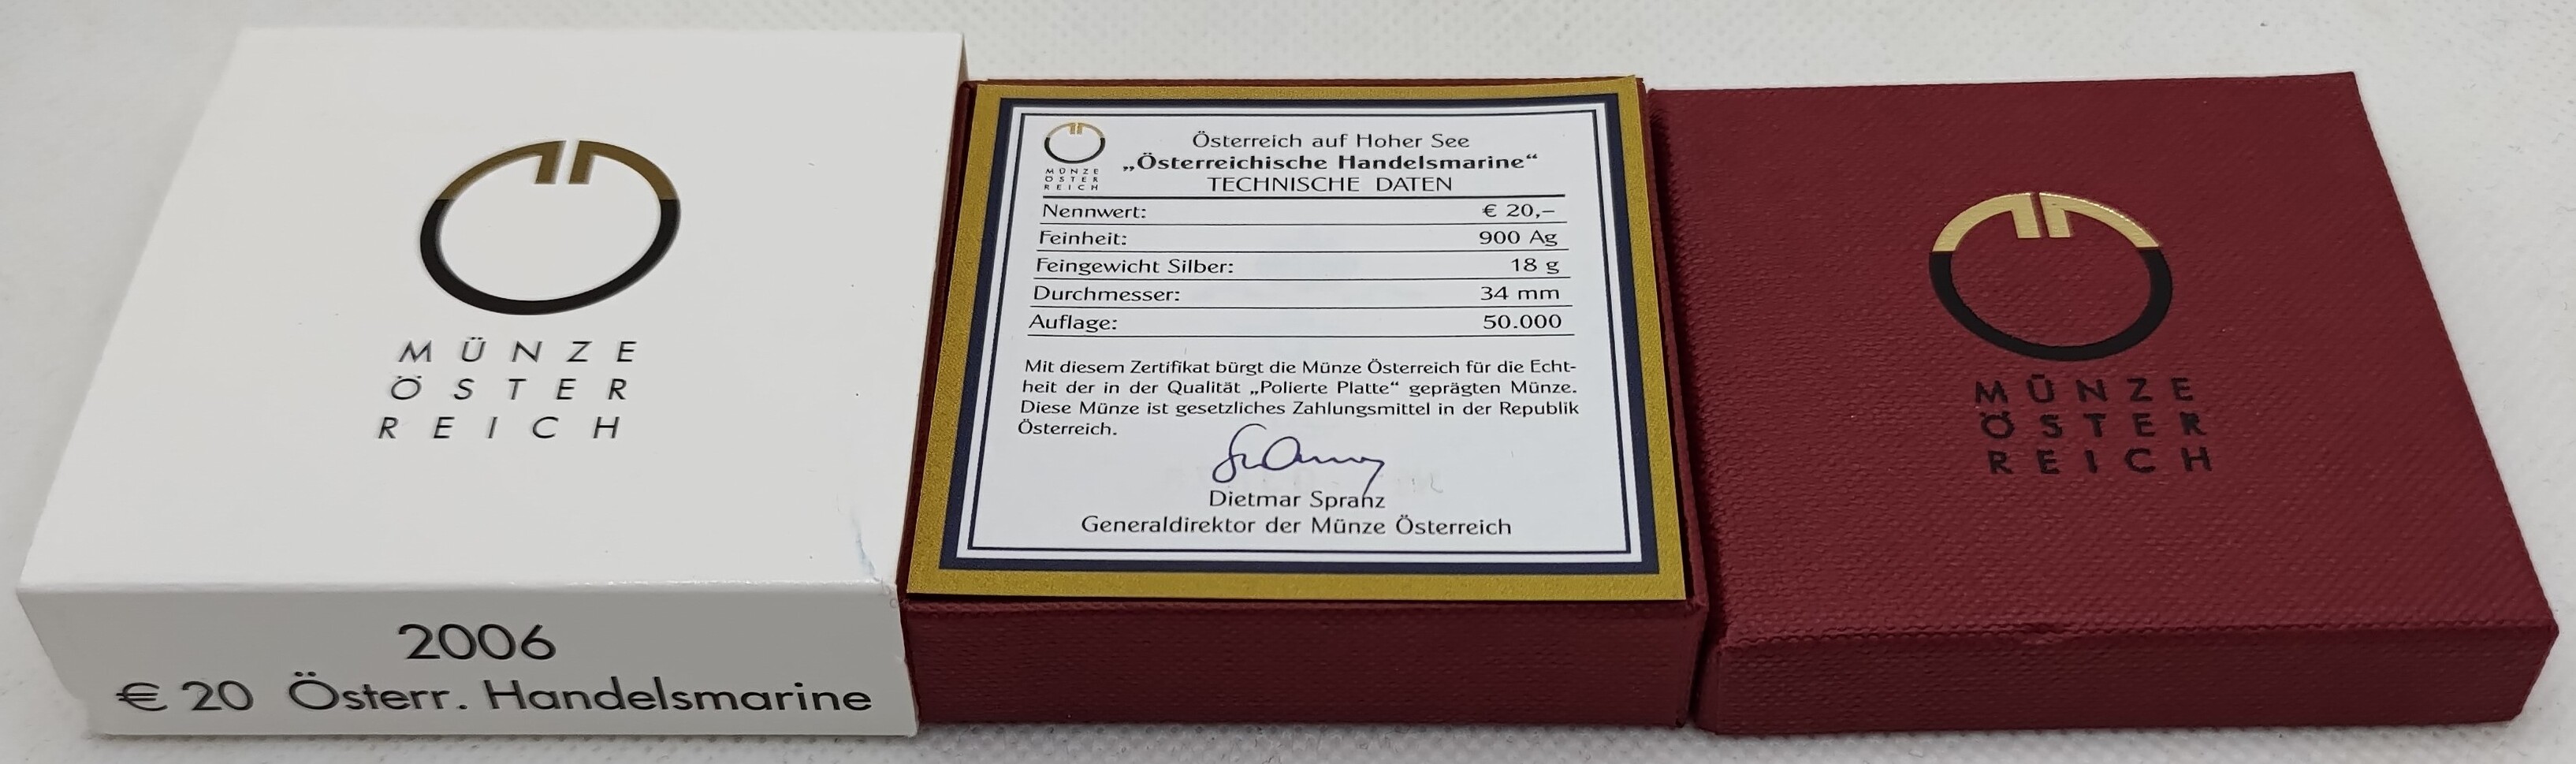 MÜNZE
ÖSTER
REICH
2006
€ 20 Österr. Handelsmarine
MÜNZE
ÖSTER
REICH
Österreich auf Hoher See
„Österreichische Handelsmarine“
TECHNISCHE DATEN
Nennwert: € 20,–
Feinheit: 900 Ag
Feingewicht Silber: 18 g
Durchmesser: 34 mm
Auflage: 50.000
Mit diesem Zertifikat bürgt die Münze Österreich für die Echt-
heit der in der Qualität „Polierte Platte“ geprägten Münze.
Diese Münze ist gesetzliches Zahlungsmittel in der Republik
Österreich.
Dietmar Spranz
Generaldirektor der Münze Österreich
MÜNZE
ÖSTER
REICH